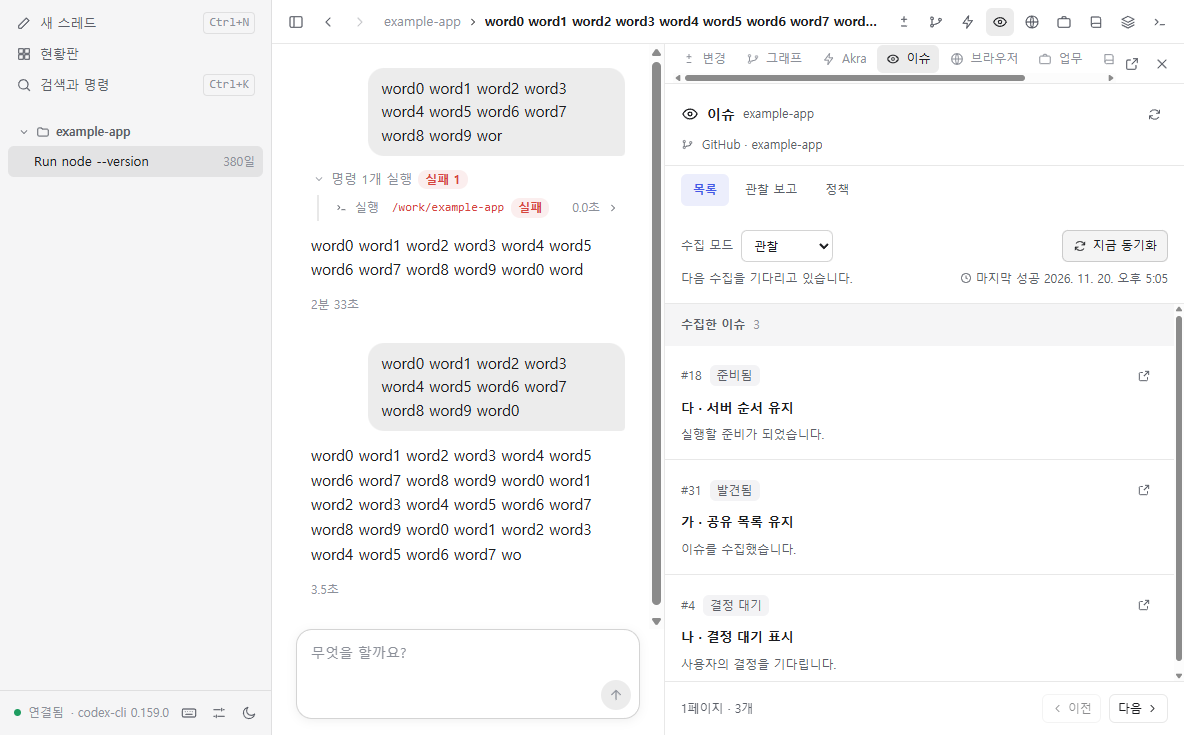 새 스레드 Ctrl+N
현황판
검색과 명령 Ctrl+K
example-app
Run node --version 380일
연결됨 · codex-cli 0.159.0
example-app > word0 word1 word2 word3 word4 word5 word6 word7 word...
word0 word1 word2 word3
word4 word5 word6 word7
word8 word9 wor
명령 1개 실행 실패 1
실행 /work/example-app 실패 0.0초
word0 word1 word2 word3 word4 word5
word6 word7 word8 word9 word0 word
2분 33초
word0 word1 word2 word3
word4 word5 word6 word7
word8 word9 word0
word0 word1 word2 word3 word4 word5
word6 word7 word8 word9 word0 word1
word2 word3 word4 word5 word6 word7
word8 word9 word0 word1 word2 word3
word4 word5 word6 word7 wo
3.5초
무엇을 할까요?
변경 그래프 Akra 이슈 브라우저 업무
이슈 example-app
GitHub · example-app
목록 관찰 보고 정책
수집 모드 관찰 지금 동기화
다음 수집을 기다리고 있습니다. 마지막 성공 2026. 11. 20. 오후 5:05
수집한 이슈 3
#18 준비됨
다 · 서버 순서 유지
실행할 준비가 되었습니다.
#31 발견됨
가 · 공유 목록 유지
이슈를 수집했습니다.
#4 결정 대기
나 · 결정 대기 표시
사용자의 결정을 기다립니다.
1페이지 · 3개 이전 다음